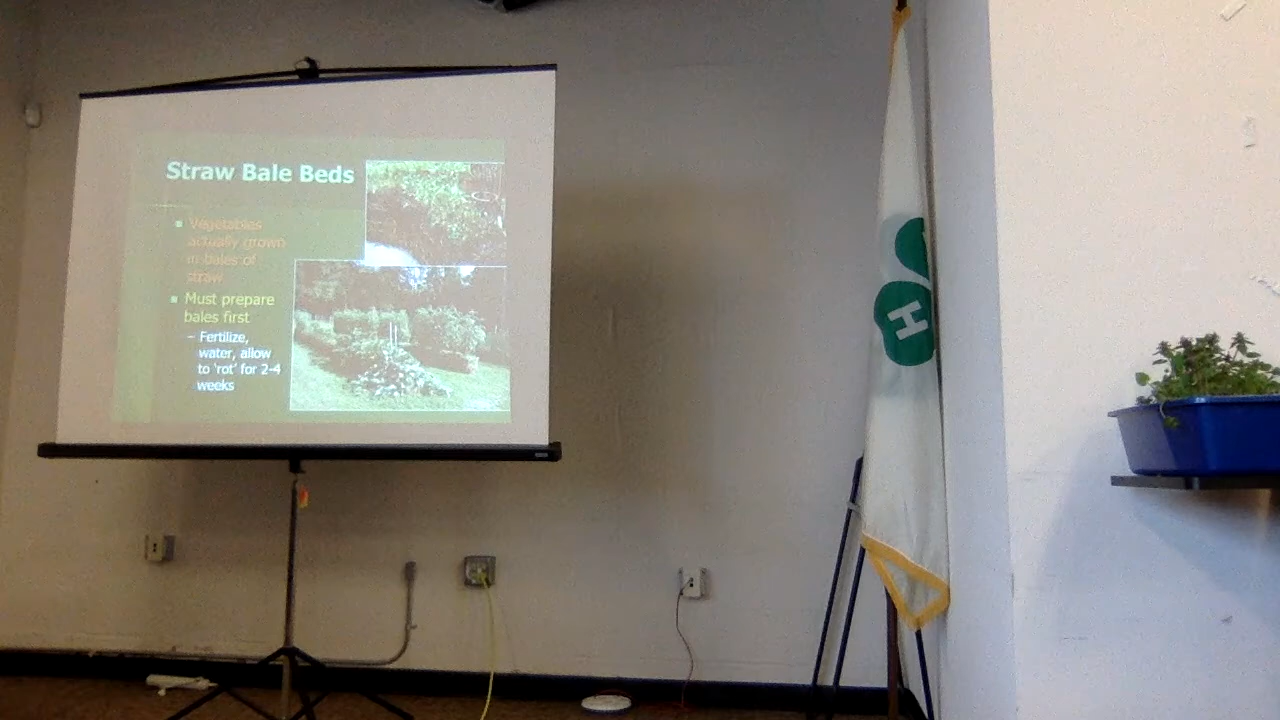 Straw Bale Beds
Vegetables
actually grown
in bales of
straw
Must prepare
bales first
– Fertilize,
water, allow
to 'rot' for 2-4
weeks
H